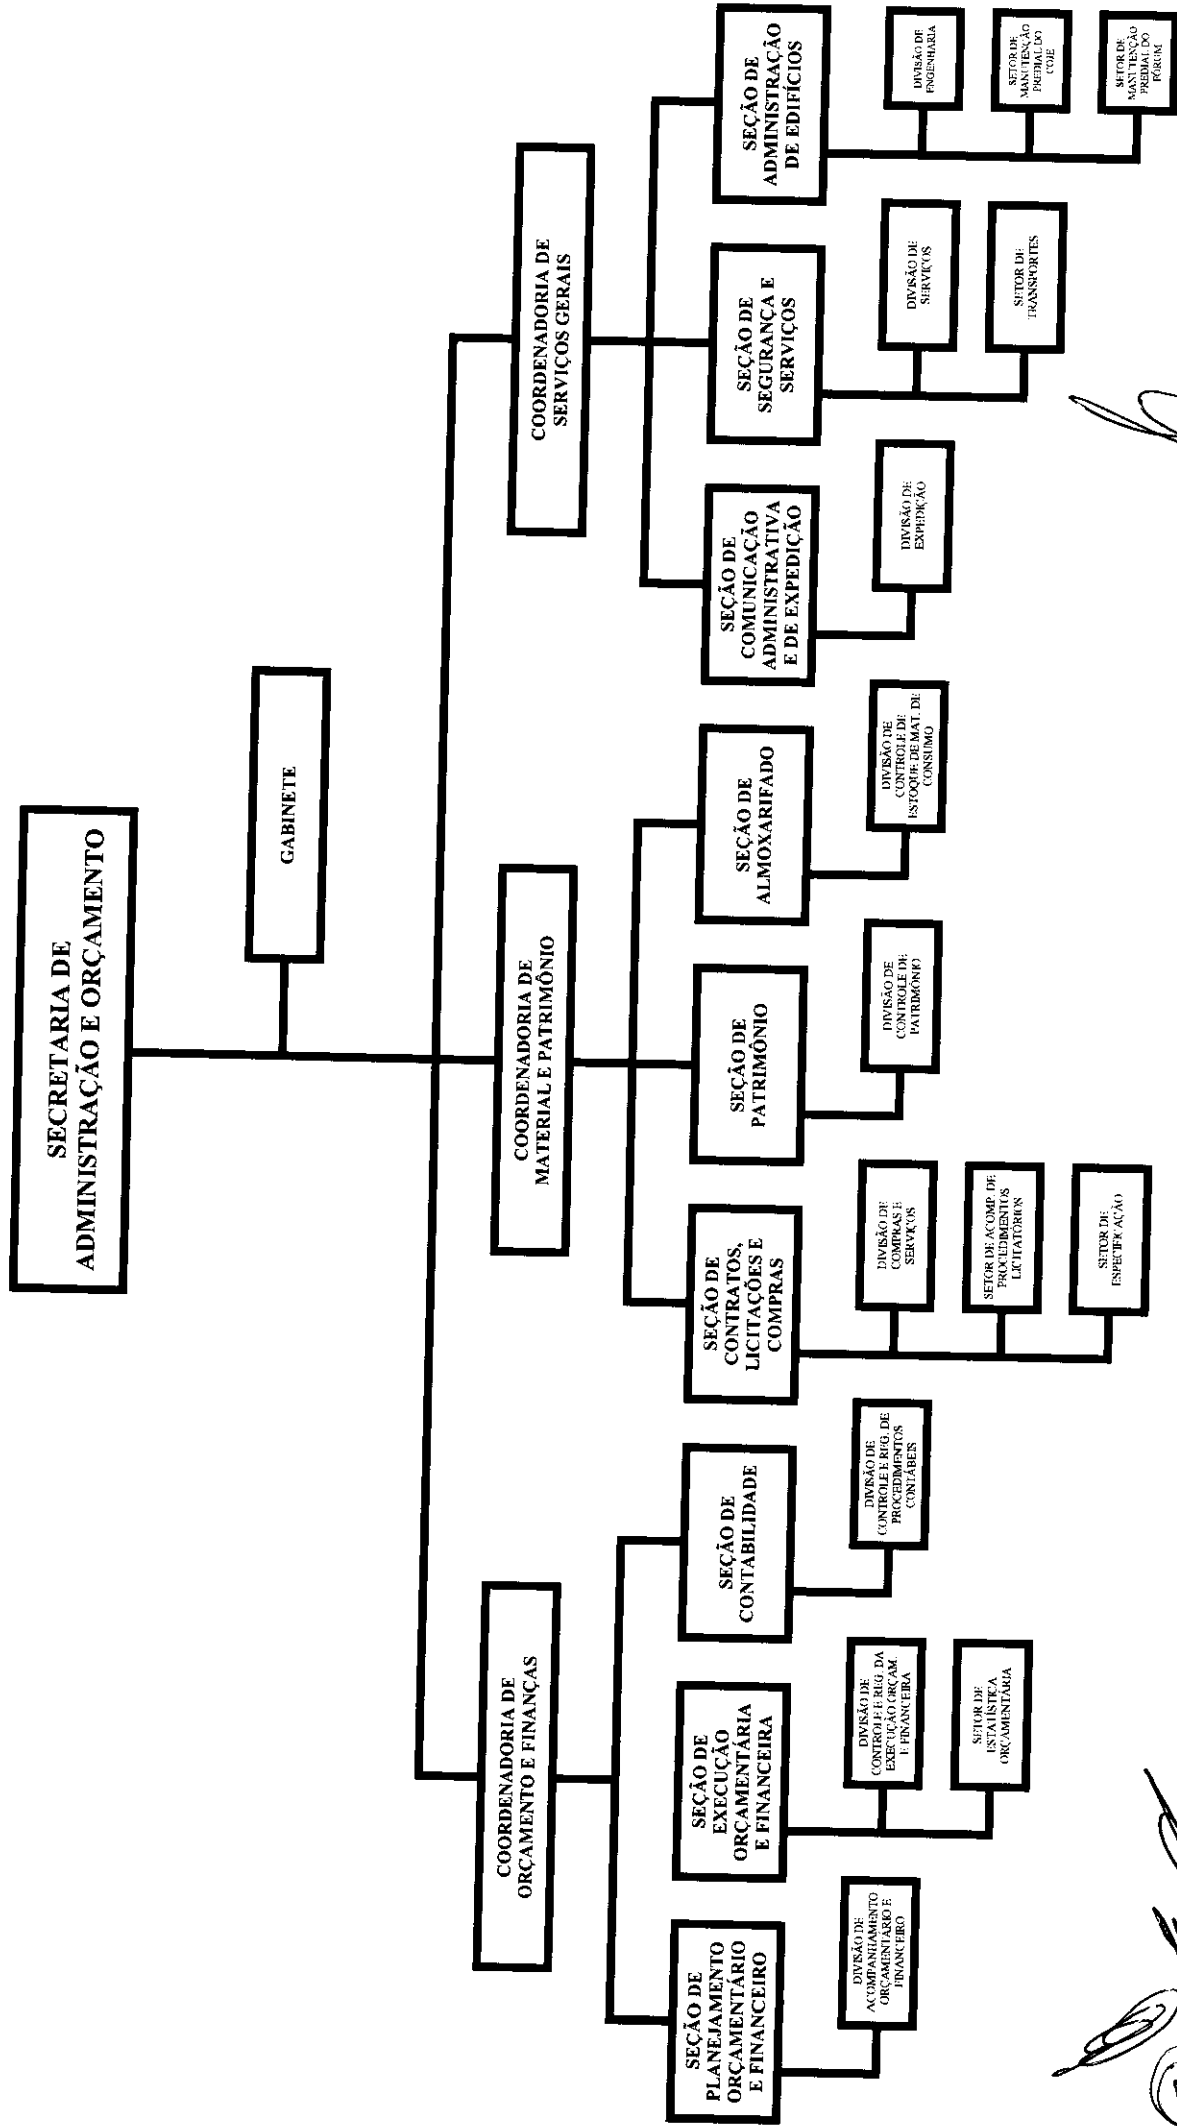 SECRETARIA DE
ADMINISTRAÇÃO E ORÇAMENTO
GABINETE
COORDENADORIA DE
ORÇAMENTO E FINANÇAS
COORDENADORIA DE
MATERIAL E PATRIMÔNIO
COORDENADORIA DE
SERVIÇOS GERAIS
SEÇÃO DE
PLANEJAMENTO
ORÇAMENTÁRIO
E FINANCEIRO
SEÇÃO DE
EXECUÇÃO
ORÇAMENTÁRIA
E FINANCEIRA
SEÇÃO DE
CONTABILIDADE
SEÇÃO DE
CONTRATOS,
LICITAÇÕES E
COMPRAS
SEÇÃO DE
PATRIMÔNIO
SEÇÃO DE
ALMOXARIFADO
SEÇÃO DE
COMUNICAÇÃO
ADMINISTRATIVA
E DE EXPEDIÇÃO
SEÇÃO DE
SEGURANÇA E
SERVIÇOS
SEÇÃO DE
ADMINISTRAÇÃO
DE EDIFÍCIOS
DIVISÃO DE
ACOMPANHAMENTO
ORÇAMENTÁRIO E
FINANCEIRO
DIVISÃO DE
CONTROLE E REG. DA
EXECUÇÃO ORÇAM.
E FINANCEIRA
SETOR DE
ESTATÍSTICA
ORÇAMENTÁRIA
DIVISÃO DE
CONTROLE E REG. DE
PROCEDIMENTOS
CONTÁBEIS
DIVISÃO DE
COMPRAS E
SERVIÇOS
SETOR DE ACOMP. DE
PROCEDIMENTOS
LICITATÓRIOS
SETOR DE
ESPECIFICAÇÃO
DIVISÃO DE
CONTROLE DE
PATRIMÔNIO
DIVISÃO DE
CONTROLE DE
ESTOQUE DE MAT. DE
CONSUMO
DIVISÃO DE
EXPEDIÇÃO
DIVISÃO DE
SERVIÇOS
SETOR DE
TRANSPORTES
DIVISÃO DE
ENGENHARIA
SETOR DE
MANUTENÇÃO
PREDIAL DO
COJE
SETOR DE
MANUTENÇÃO
PREDIAL DO
FÓRUM